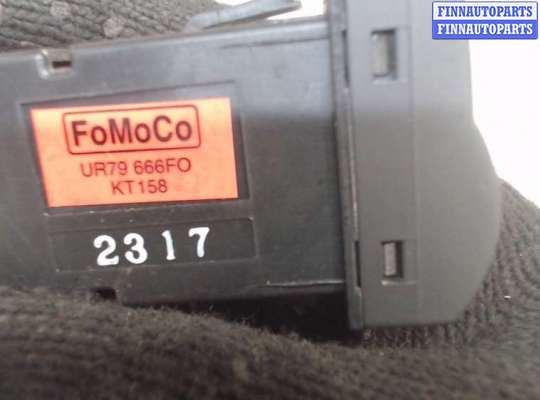 FINNAUTOPARTS
FINNAUTOPARTS
FoMoCo
UR79 666FO
KT158
2317